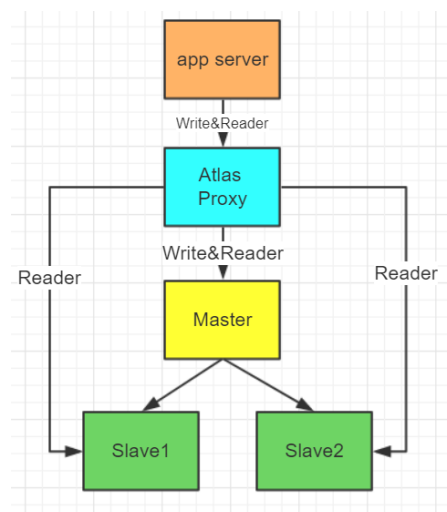 app server
Write&Reader
Atlas
Proxy
Write&Reader
Reader
Reader
Master
Slave1
Slave2